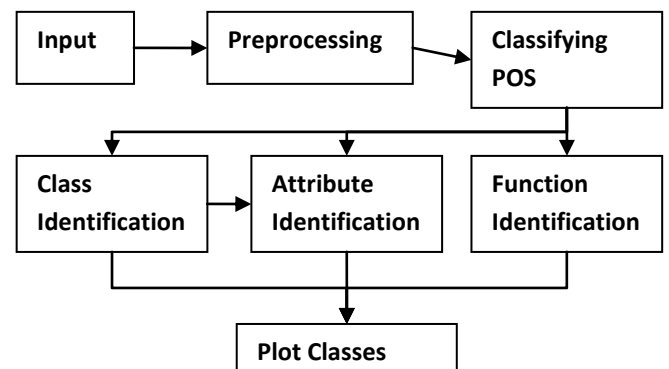 Input
Preprocessing
Classifying
POS
Class
Identification
Attribute
Identification
Function
Identification
Plot Classes